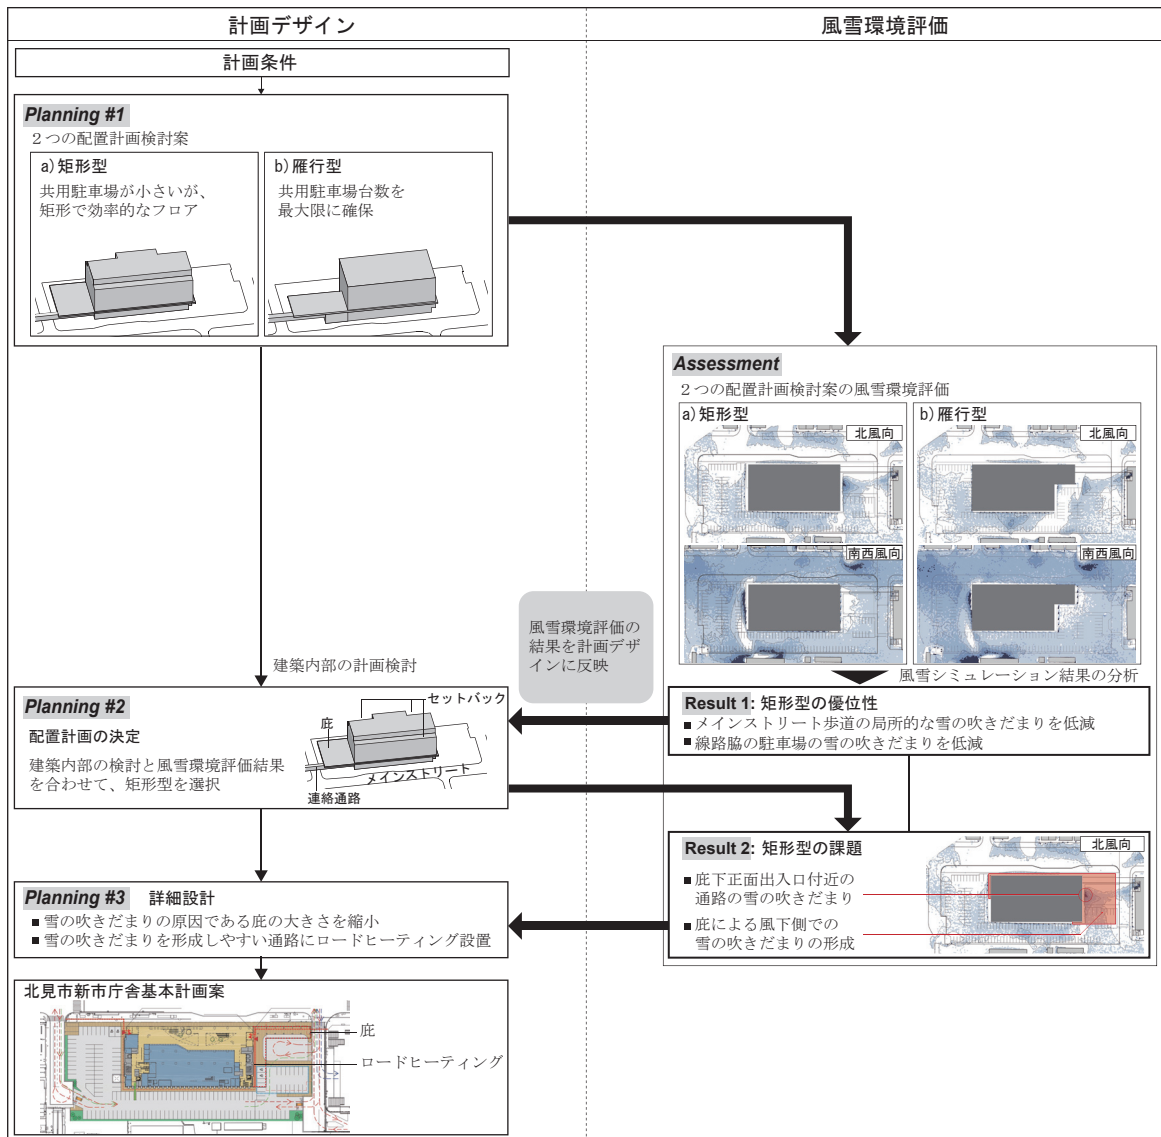 計画デザイン
風雪環境評価
計画条件
Planning #1
２つの配置計画検討案
a)矩形型
共用駐車場が小さいが、
矩形で効率的なフロア
b)雁行型
共用駐車場台数を
最大限に確保
Assessment
２つの配置計画検討案の風雪環境評価
a)矩形型
北風向
南西風向
b)雁行型
北風向
南西風向
風雪環境評価の
結果を計画デザ
インに反映
建築内部の計画検討
風雪シミュレーション結果の分析
Planning #2
配置計画の決定
建築内部の検討と風雪環境評価結果
を合わせて、矩形型を選択
セットバック
庇
メインストリート
連絡通路
Result 1: 矩形型の優位性
■ メインストリート歩道の局所的な雪の吹きだまりを低減
■ 線路脇の駐車場の雪の吹きだまりを低減
Result 2: 矩形型の課題
北風向
■ 庇下正面出入口付近の
通路の雪の吹きだまり
■ 庇による風下側での
雪の吹きだまりの形成
Planning #3 詳細設計
■ 雪の吹きだまりの原因である庇の大きさを縮小
■ 雪の吹きだまりを形成しやすい通路にロードヒーティング設置
北見市新市庁舎基本計画案
庇
ロードヒーティング